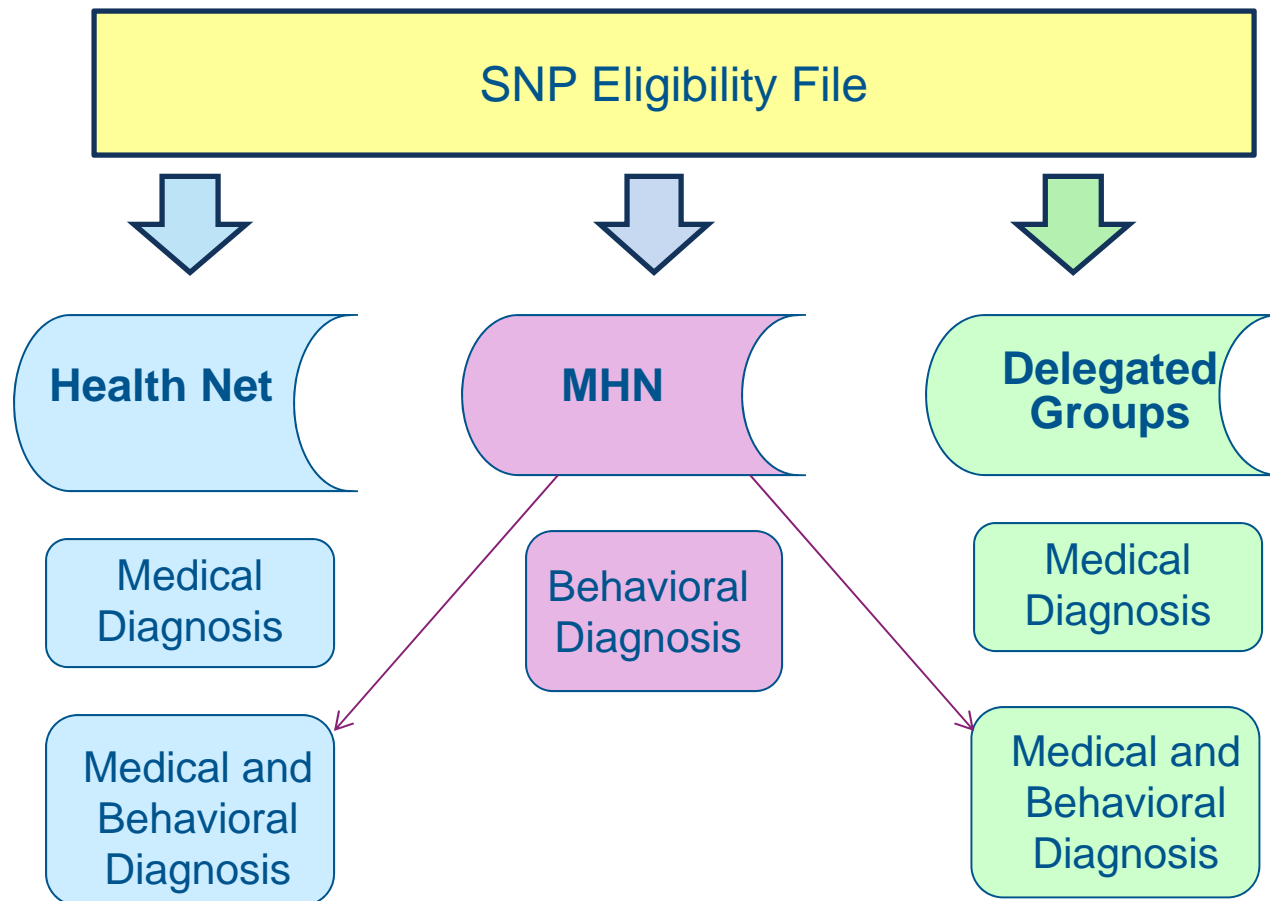 SNP Eligibility File
Health Net
MHN
Delegated
Groups
Medical
Diagnosis
Behavioral
Diagnosis
Medical
Diagnosis
Medical and
Behavioral
Diagnosis
Medical and
Behavioral
Diagnosis